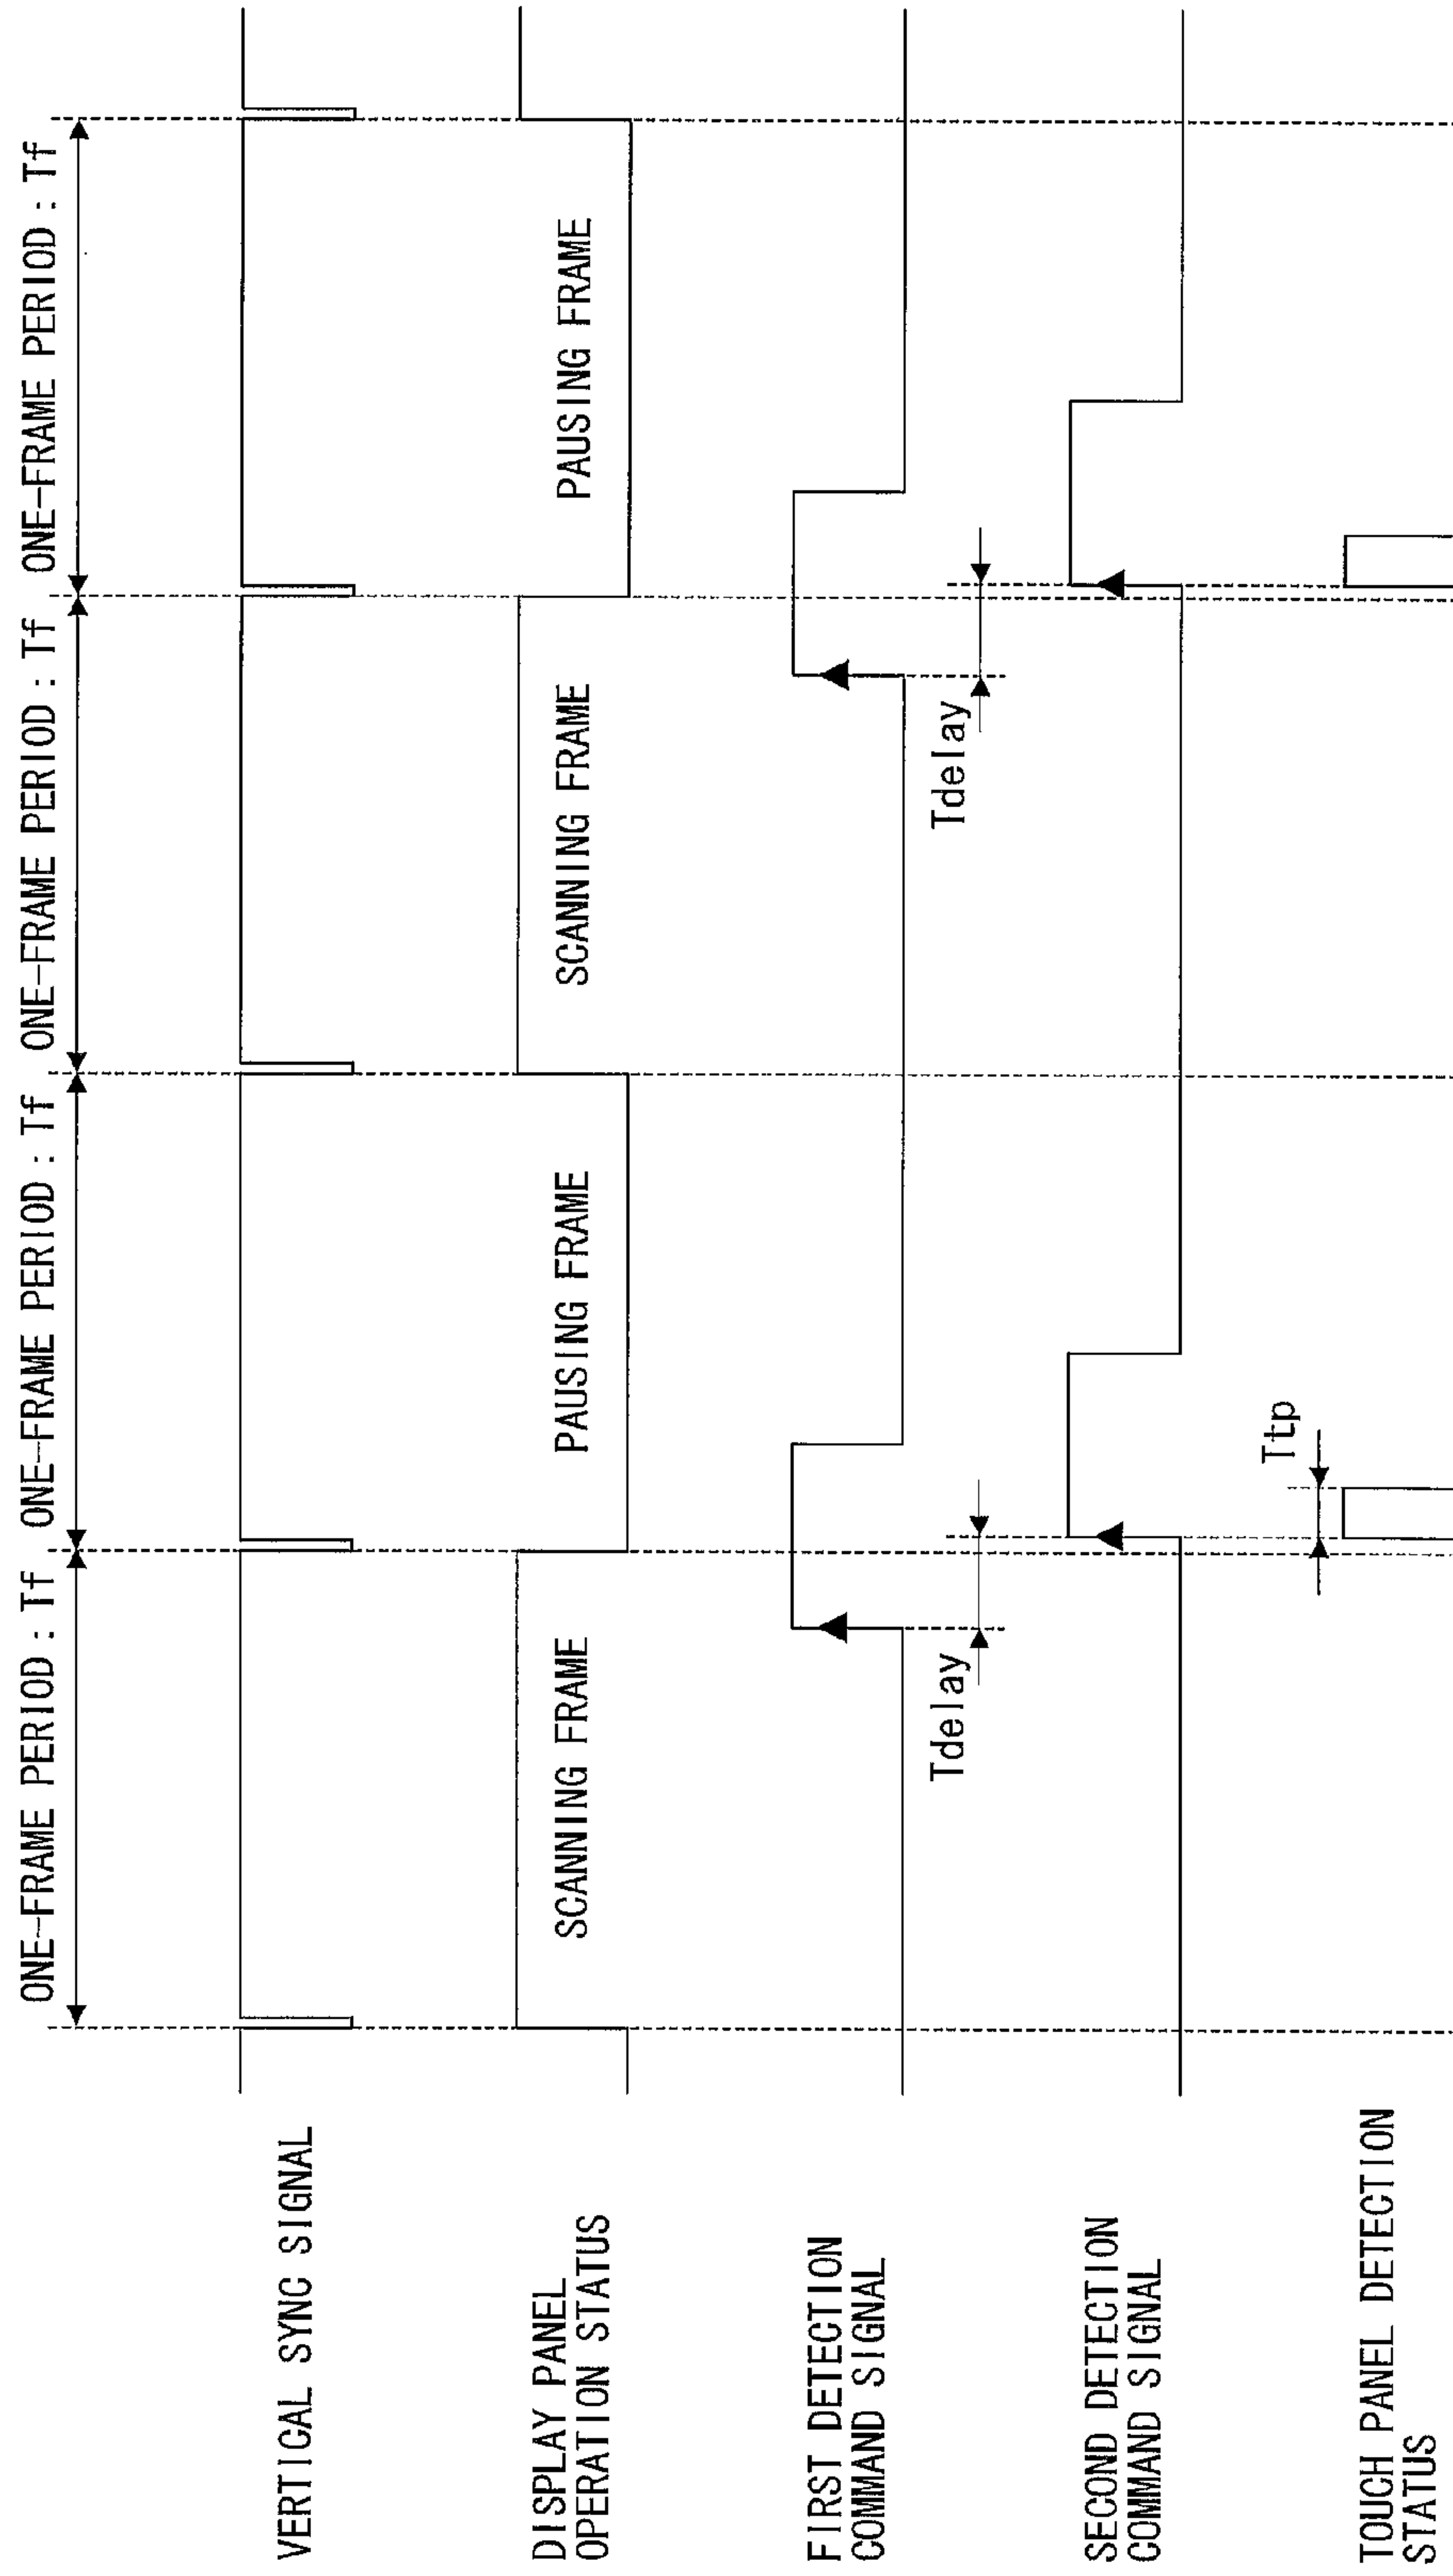 ONE-FRAME PERIOD : Tf
ONE-FRAME PERIOD : Tf
ONE-FRAME PERIOD : Tf
ONE-FRAME PERIOD : Tf
VERTICAL SYNC SIGNAL
DISPLAY PANEL
OPERATION STATUS
SCANNING FRAME
PAUSING FRAME
SCANNING FRAME
PAUSING FRAME
FIRST DETECTION
COMMAND SIGNAL
Tdelay
Tdelay
SECOND DETECTION
COMMAND SIGNAL
Ttp
TOUCH PANEL DETECTION
STATUS